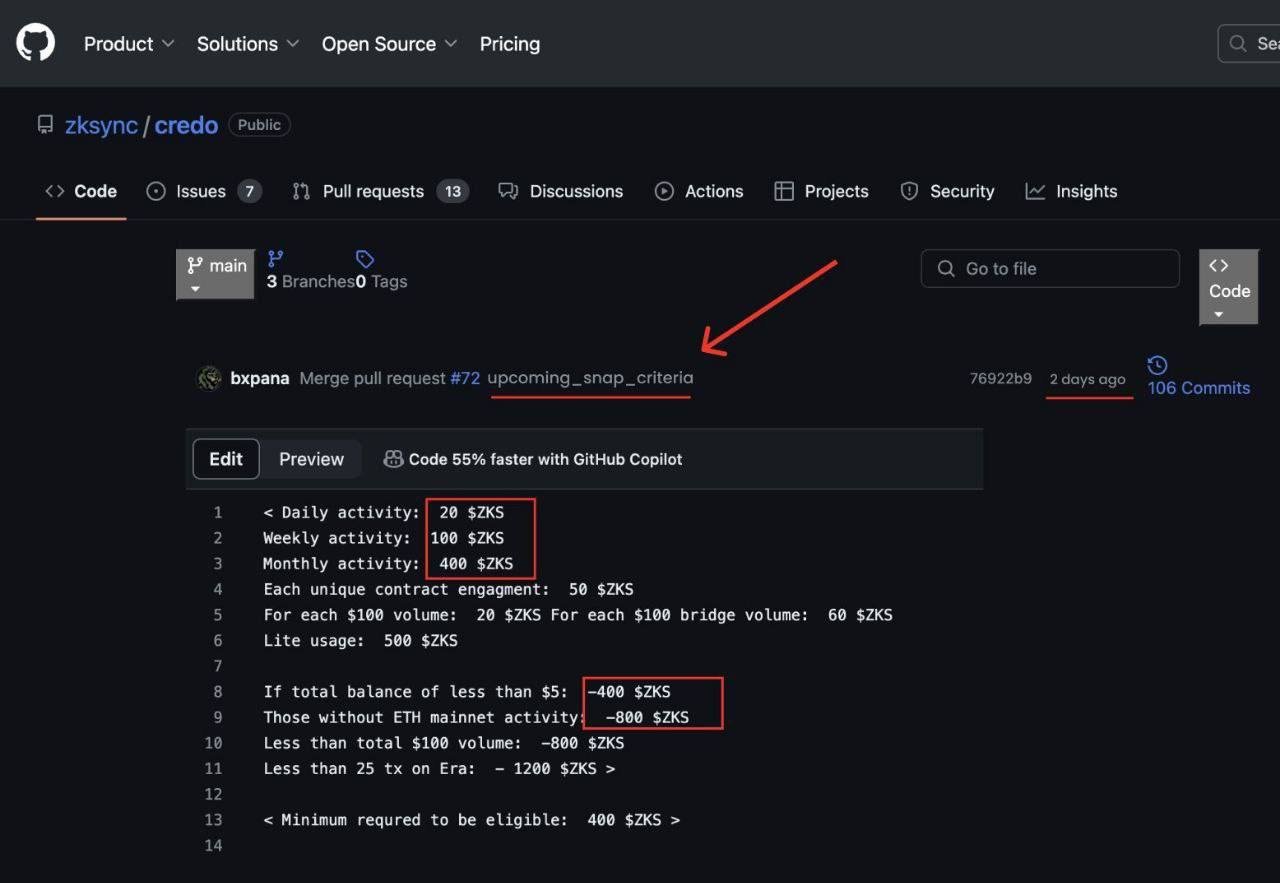 Product Solutions Open Source Pricing Sea
zksync / credo Public
Code Issues 7 Pull requests 13 Discussions Actions Projects Security Insights
main 3 Branches 0 Tags Go to file <> Code
bxpana Merge pull request #72 upcoming_snap_criteria 76922b9 2 days ago 106 Commits
Edit Preview Code 55% faster with GitHub Copilot
1 < Daily activity: 20 $ZKS
2 Weekly activity: 100 $ZKS
3 Monthly activity: 400 $ZKS
4 Each unique contract engagment: 50 $ZKS
5 For each $100 volume: 20 $ZKS For each $100 bridge volume: 60 $ZKS
6 Lite usage: 500 $ZKS
7
8 If total balance of less than $5: -400 $ZKS
9 Those without ETH mainnet activity: -800 $ZKS
10 Less than total $100 volume: -800 $ZKS
11 Less than 25 tx on Era: - 1200 $ZKS >
12
13 < Minimum requred to be eligible: 400 $ZKS >
14